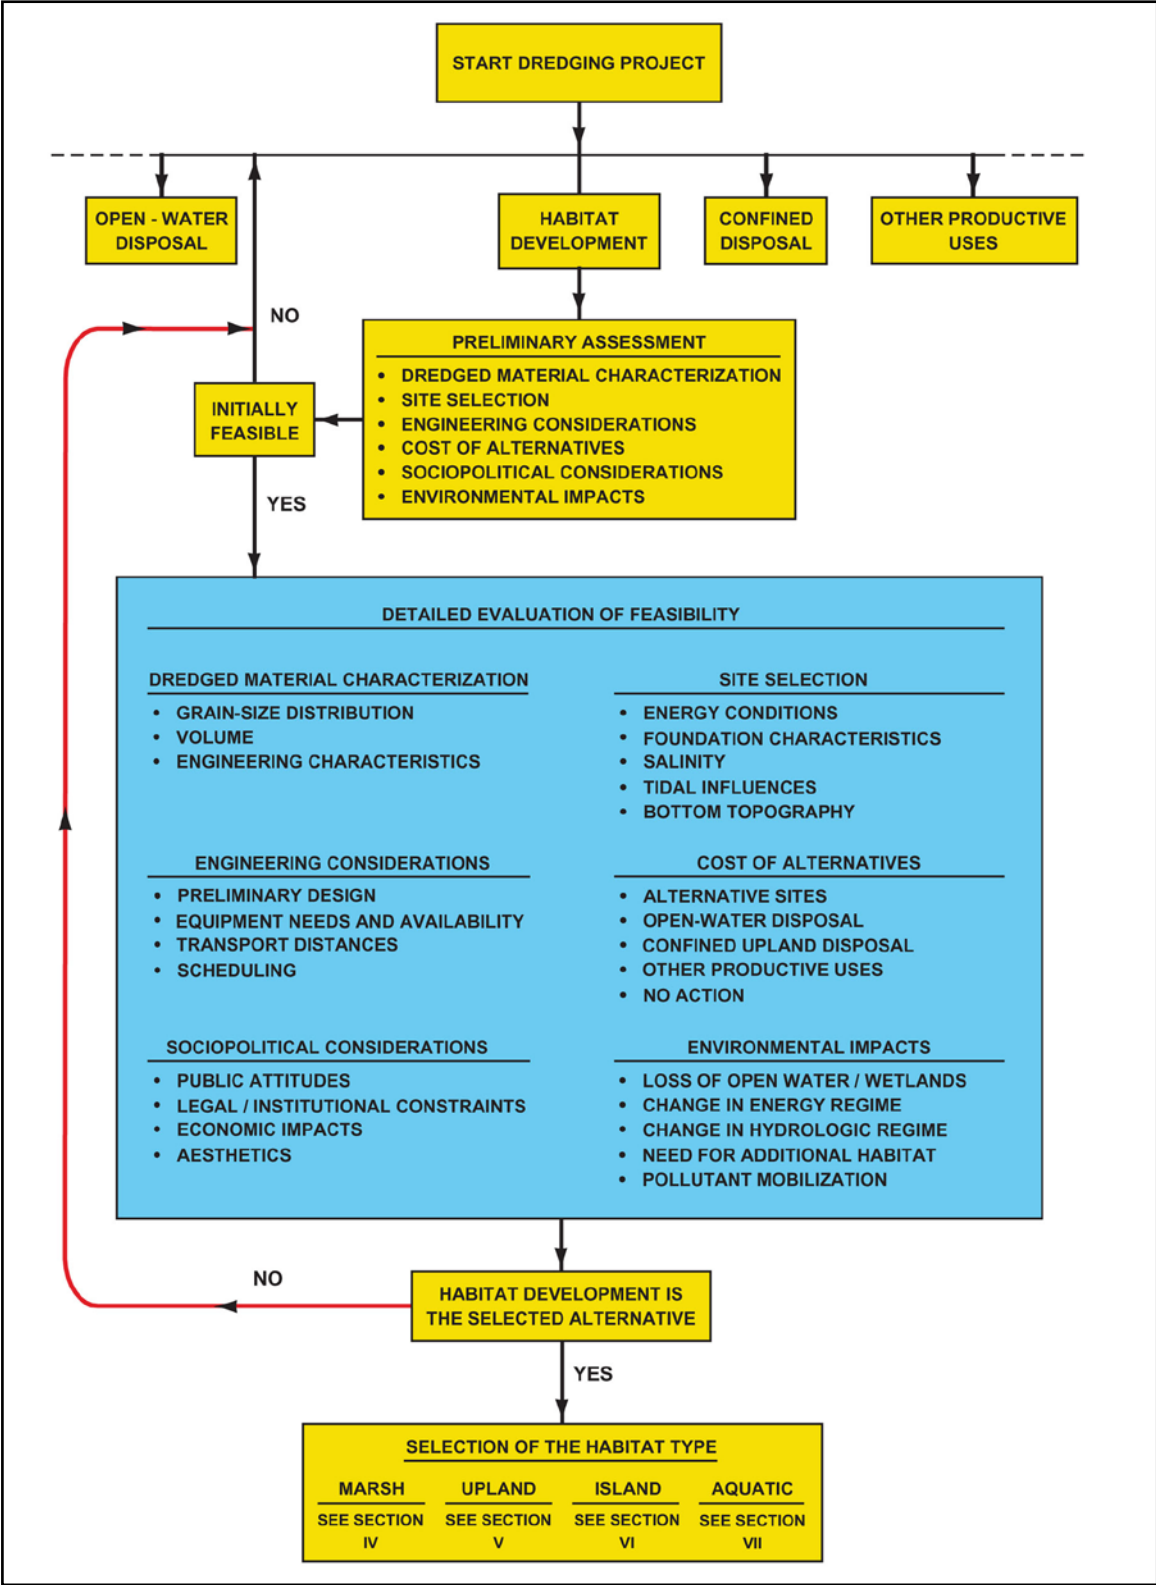 START DREDGING PROJECT
OPEN - WATER
DISPOSAL
HABITAT
DEVELOPMENT
CONFINED
DISPOSAL
OTHER PRODUCTIVE
USES
NO
PRELIMINARY ASSESSMENT
• DREDGED MATERIAL CHARACTERIZATION
• SITE SELECTION
• ENGINEERING CONSIDERATIONS
• COST OF ALTERNATIVES
• SOCIOPOLITICAL CONSIDERATIONS
• ENVIRONMENTAL IMPACTS
INITIALLY
FEASIBLE
YES
DETAILED EVALUATION OF FEASIBILITY
DREDGED MATERIAL CHARACTERIZATION
• GRAIN-SIZE DISTRIBUTION
• VOLUME
• ENGINEERING CHARACTERISTICS
SITE SELECTION
• ENERGY CONDITIONS
• FOUNDATION CHARACTERISTICS
• SALINITY
• TIDAL INFLUENCES
• BOTTOM TOPOGRAPHY
ENGINEERING CONSIDERATIONS
• PRELIMINARY DESIGN
• EQUIPMENT NEEDS AND AVAILABILITY
• TRANSPORT DISTANCES
• SCHEDULING
COST OF ALTERNATIVES
• ALTERNATIVE SITES
• OPEN-WATER DISPOSAL
• CONFINED UPLAND DISPOSAL
• OTHER PRODUCTIVE USES
• NO ACTION
SOCIOPOLITICAL CONSIDERATIONS
• PUBLIC ATTITUDES
• LEGAL / INSTITUTIONAL CONSTRAINTS
• ECONOMIC IMPACTS
• AESTHETICS
ENVIRONMENTAL IMPACTS
• LOSS OF OPEN WATER / WETLANDS
• CHANGE IN ENERGY REGIME
• CHANGE IN HYDROLOGIC REGIME
• NEED FOR ADDITIONAL HABITAT
• POLLUTANT MOBILIZATION
NO
HABITAT DEVELOPMENT IS
THE SELECTED ALTERNATIVE
YES
SELECTION OF THE HABITAT TYPE
MARSH
SEE SECTION
IV
UPLAND
SEE SECTION
V
ISLAND
SEE SECTION
VI
AQUATIC
SEE SECTION
VII